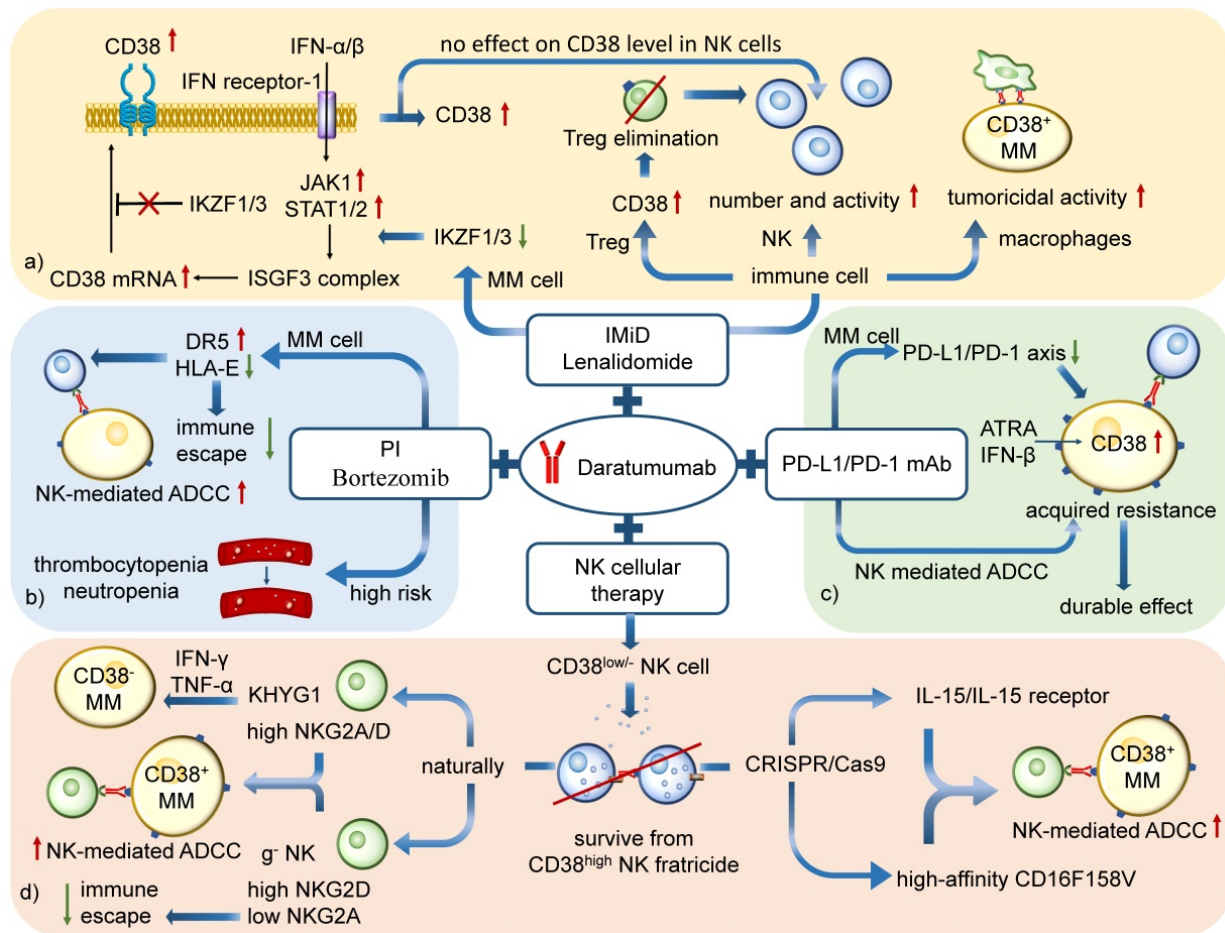 CD38
IFN-α/β
IFN receptor-1
no effect on CD38 level in NK cells
CD38
Treg elimination
CD38⁺
MM
JAK1
STAT1/2
IKZF1/3
IKZF1/3
CD38
number and activity
tumoricidal activity
Treg
NK
macrophages
a)
CD38 mRNA
ISGF3 complex
MM cell
immune cell
IMiD
Lenalidomide
DR5
HLA-E
MM cell
immune
escape
NK-mediated ADCC
PI
Bortezomib
thrombocytopenia
neutropenia
high risk
b)
Daratumumab
MM cell
PD-L1/PD-1 axis
ATRA
IFN-β
CD38
PD-L1/PD-1 mAb
acquired resistance
NK mediated ADCC
durable effect
c)
NK cellular
therapy
CD38ˡᵒʷ/⁻ NK cell
CD38⁻
MM
IFN-γ
TNF-α
KHYG1
high NKG2A/D
CD38⁺
MM
NK-mediated ADCC
naturally
g⁻ NK
high NKG2D
low NKG2A
immune
escape
d)
survive from
CD38ʰⁱᵍʰ NK fratricide
CRISPR/Cas9
IL-15/IL-15 receptor
CD38⁺
MM
NK-mediated ADCC
high-affinity CD16F158V